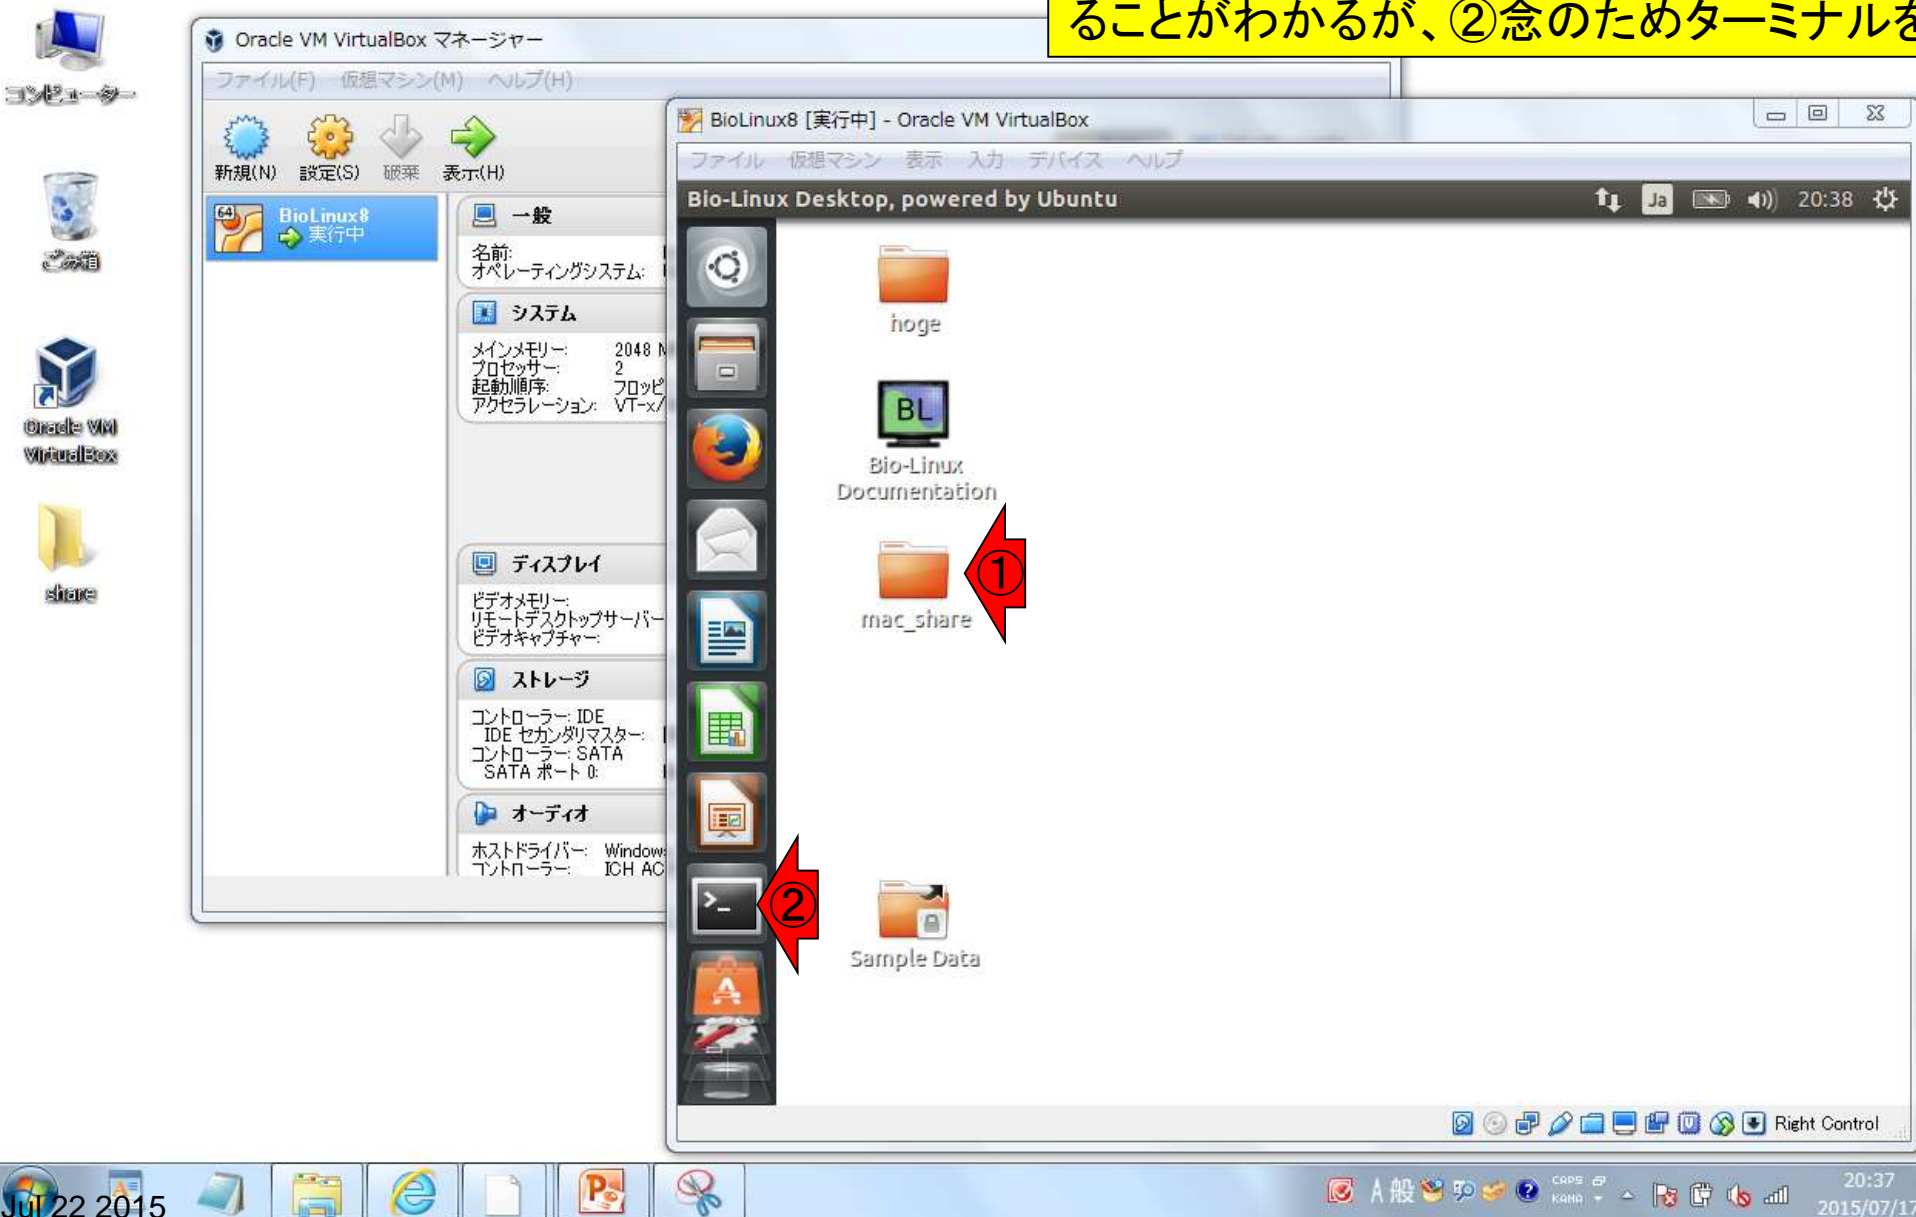 ることがわかるが、②念のためターミナルを
コンピューター
ごみ箱
Oracle VM
VirtualBox
share
Oracle VM VirtualBox マネージャー
ファイル(F) 仮想マシン(M) ヘルプ(H)
新規(N) 設定(S) 破棄 表示(H)
64 BioLinux8
実行中
一般
名前:
オペレーティングシステム:
システム
メインメモリー: 2048
プロセッサー: 2
起動順序: フロッピ
アクセラレーション: VT-x/
ディスプレイ
ビデオメモリー:
リモートデスクトップサーバー
ビデオキャプチャー:
ストレージ
コントローラー: IDE
IDE セカンダリマスター:
コントローラー: SATA
SATA ポート 0:
オーディオ
ホストドライバー: Window
コントローラー: ICH AC
BioLinux8 [実行中] - Oracle VM VirtualBox
ファイル 仮想マシン 表示 入力 デバイス ヘルプ
Bio-Linux Desktop, powered by Ubuntu Ja 20:38
hoge
BL
Bio-Linux
Documentation
①
mac_share
②
Sample Data
Right Control
Jul 22 2015
A 般 CAPS KANA
20:37
2015/07/17